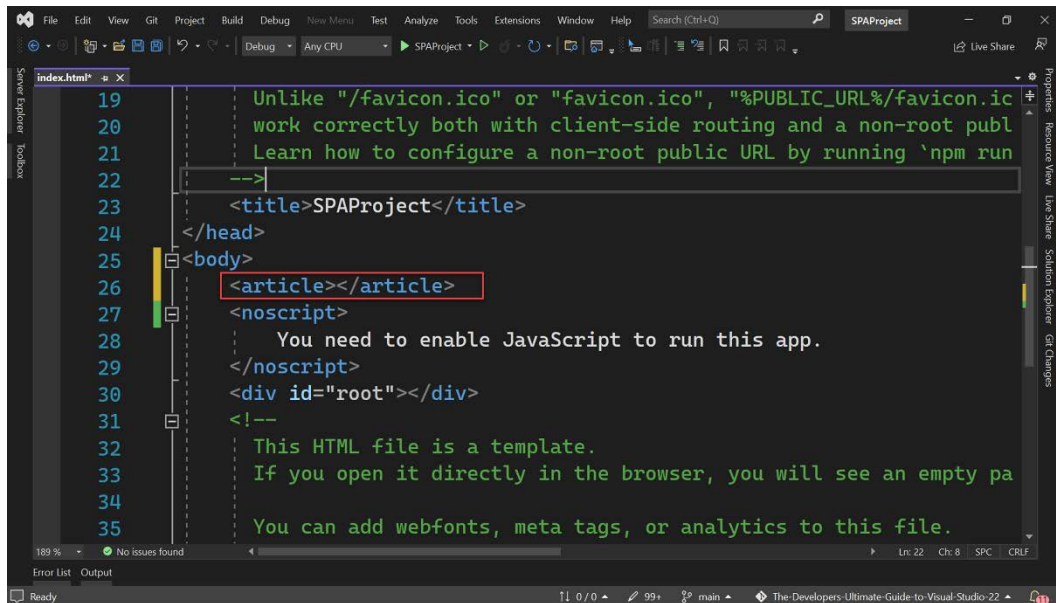 File Edit View Git Project Build Debug New Menu Test Analyze Tools Extensions Window Help Search (Ctrl+Q) SPAProject
Debug Any CPU SPAProject Live Share
index.html*
Server Explorer
Toolbox
19 Unlike "/favicon.ico" or "favicon.ico", "%PUBLIC_URL%/favicon.ic
20 work correctly both with client-side routing and a non-root publ
21 Learn how to configure a non-root public URL by running `npm run
22 -->
23 <title>SPAProject</title>
24 </head>
25 <body>
26 <article></article>
27 <noscript>
28 You need to enable JavaScript to run this app.
29 </noscript>
30 <div id="root"></div>
31 <!--
32 This HTML file is a template.
33 If you open it directly in the browser, you will see an empty pa
34
35 You can add webfonts, meta tags, or analytics to this file.
Properties
Resource View
Live Share
Solution Explorer
Git Changes
189 % No issues found Ln: 22 Ch: 8 SPC CRLF
Error List Output
Ready 0 / 0 99+ main The-Developers-Ultimate-Guide-to-Visual-Studio-22